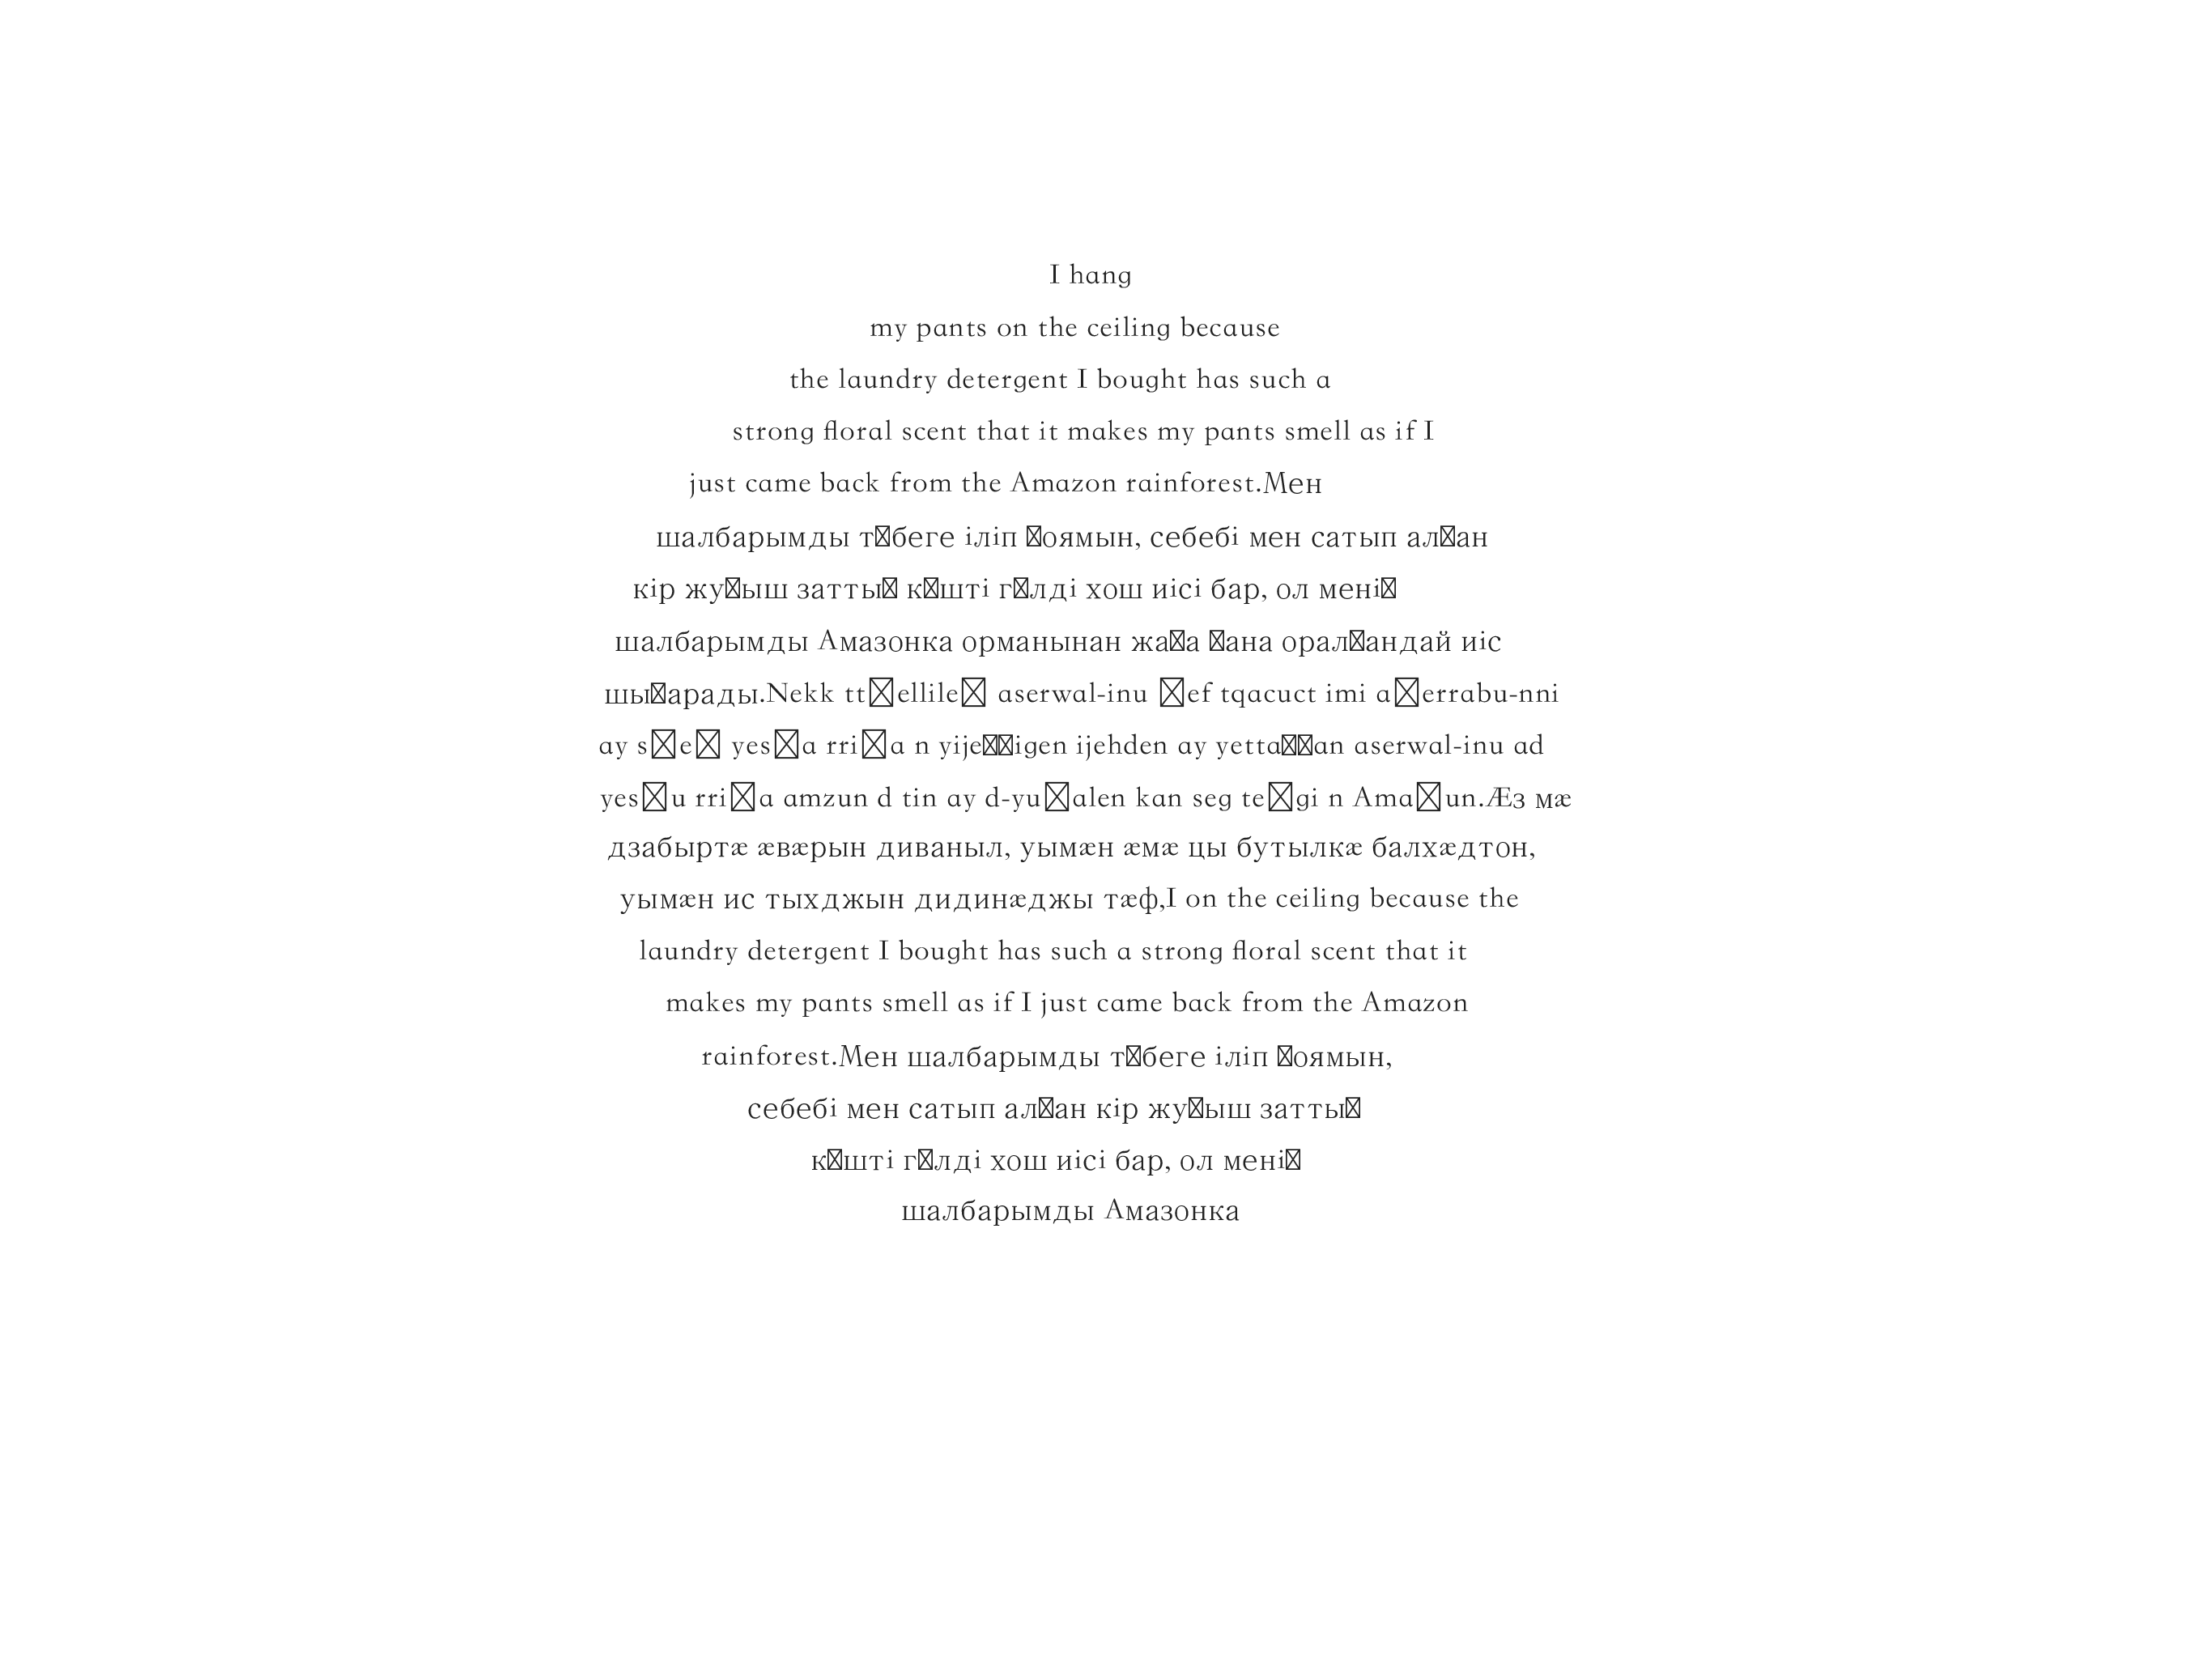 I hang
my pants on the ceiling because
the laundry detergent I bought has such a
strong floral scent that it makes my pants smell as if I
just came back from the Amazon rainforest.Мен
шалбарымды т☒беге іліп ☒оямын, себебі мен сатып ал☒ан
кір жу☒ыш затты☒ к☒шті г☒лді хош иісі бар, ол мені☒
шалбарымды Амазонка орманынан жа☒а ☒ана орал☒андай иіс
шы☒арады.Nekk tt☒ellile☒ aserwal-inu ☒ef tqacuct imi a☒errabu-nni
ay s☒e☒ yes☒a rri☒a n yije☒☒igen ijehden ay yetta☒☒an aserwal-inu ad
yes☒u rri☒a amzun d tin ay d-yu☒alen kan seg te☒gi n Ama☒un.Æз мæ
дзабыртæ æвæрын диваныл, уымæн æмæ цы бутылкæ балхæдтон,
уымæн ис тыхджын дидинæджы тæф,I on the ceiling because the
laundry detergent I bought has such a strong floral scent that it
makes my pants smell as if I just came back from the Amazon
rainforest.Мен шалбарымды т☒беге іліп ☒оямын,
себебі мен сатып ал☒ан кір жу☒ыш затты☒
к☒шті г☒лді хош иісі бар, ол мені☒
шалбарымды Амазонка